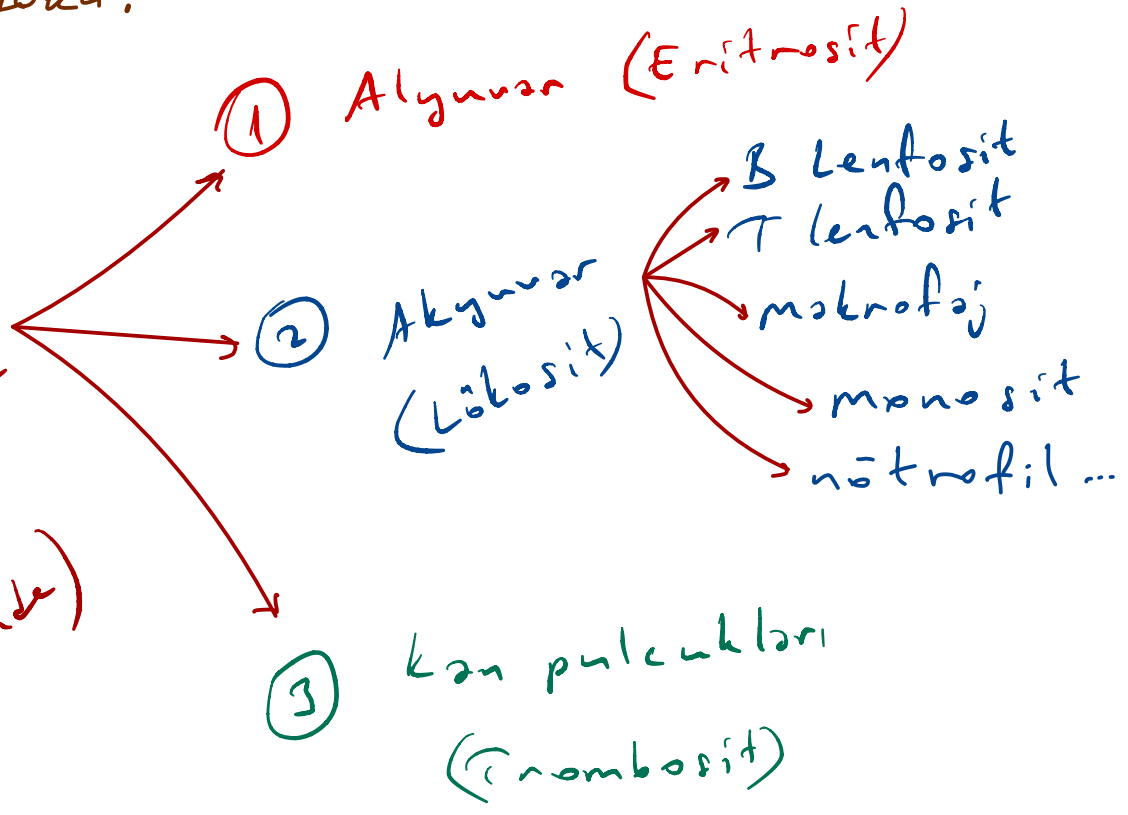 ① Alyuvar (Eritrosit)
② Akyuvar
(Lökosit)
B Lenfosit
T lenfosit
makrofaj
monosit
nötrofil ...
③ kan pulcukları
(Trombosit)